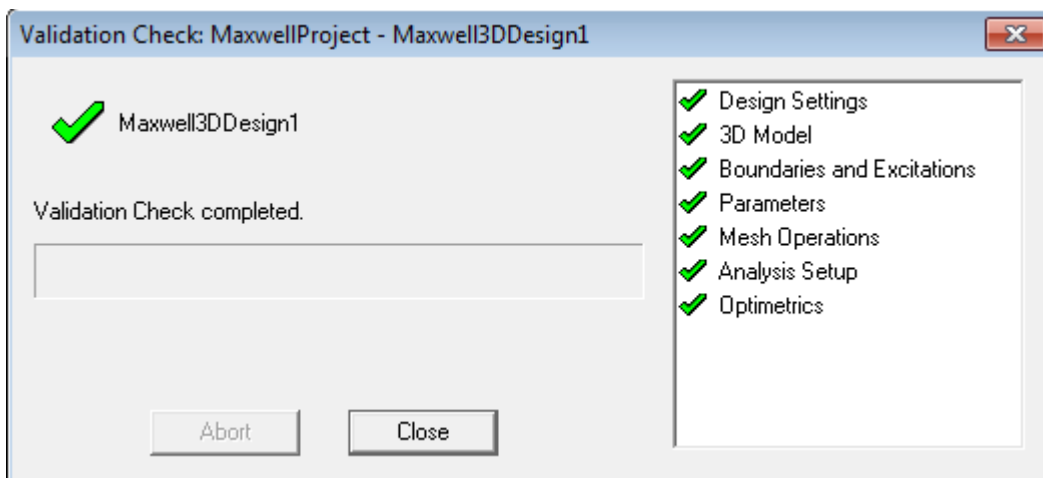 Validation Check: MaxwellProject - Maxwell3DDesign1
Maxwell3DDesign1
Validation Check completed.
Abort
Close
Design Settings
3D Model
Boundaries and Excitations
Parameters
Mesh Operations
Analysis Setup
Optimetrics